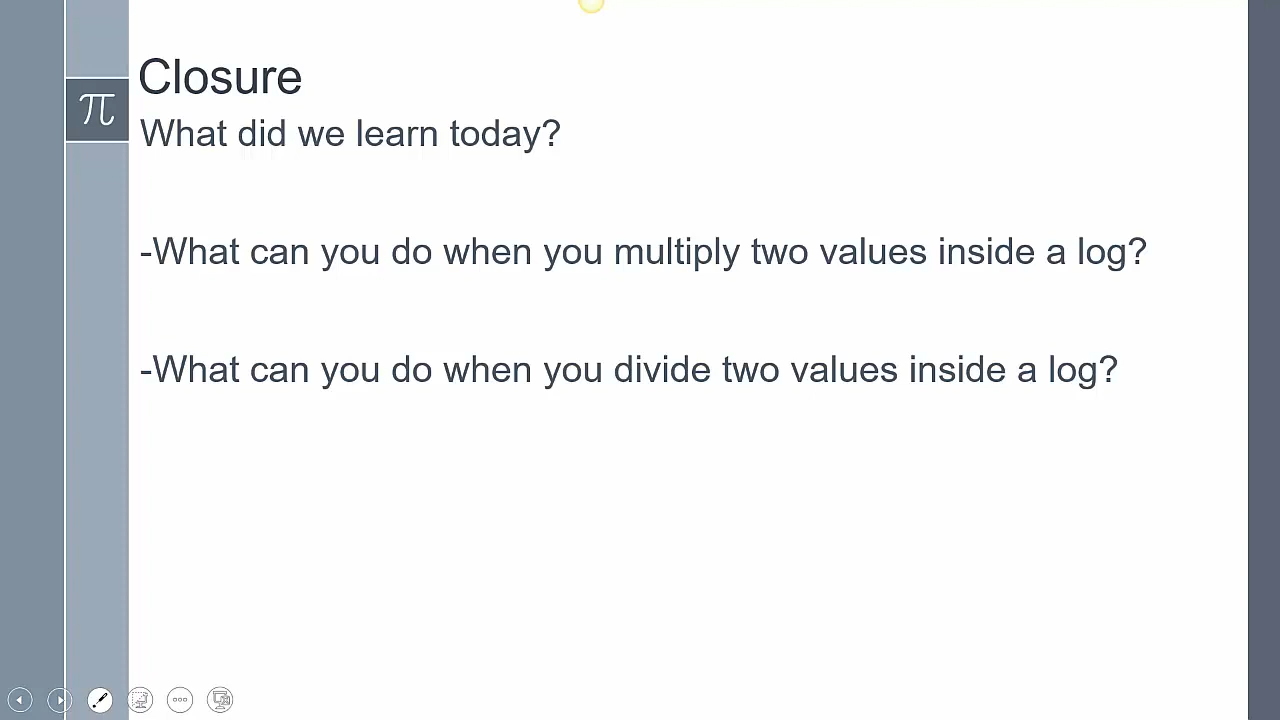 Closure
π
What did we learn today?
-What can you do when you multiply two values inside a log?
-What can you do when you divide two values inside a log?